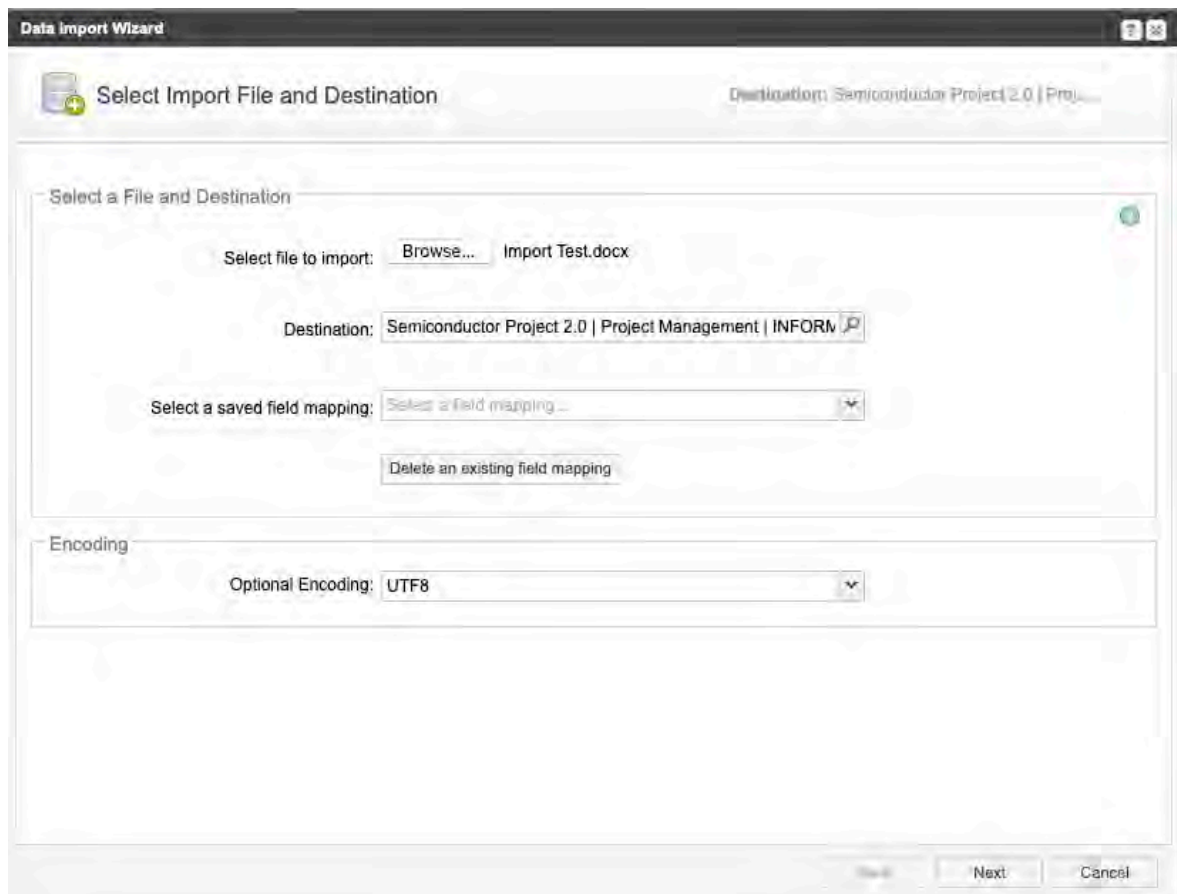 Data Import Wizard
Select Import File and Destination
Destination: Semiconductor Project 2.0 | Proj...
Select a File and Destination
Select file to import: Browse... Import Test.docx
Destination: Semiconductor Project 2.0 | Project Management | INFORM
Select a saved field mapping: Select a field mapping...
Delete an existing field mapping
Encoding
Optional Encoding: UTF8
Next Cancel